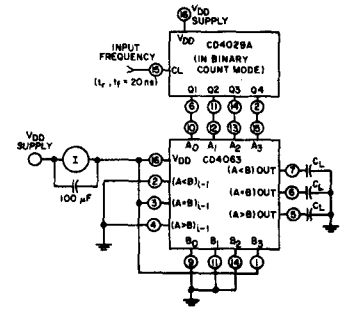 16 VDD SUPPLY
VDD
CD4029A
(IN BINARY
COUNT MODE)
INPUT
FREQUENCY
15 CL
(tr, tf = 20 ns)
Q1 Q2 Q3 Q4
6 11 14 2
10 12 13 15
A0 A1 A2 A3
VDD
SUPPLY
I
100 µF
16 VDD
CD4063
2 (A<B)i-1
3 (A=B)i-1
4 (A>B)i-1
(A<B) OUT 7 CL
(A=B) OUT 6 CL
(A>B) OUT 5 CL
B0 B1 B2 B3
9 11 14 1